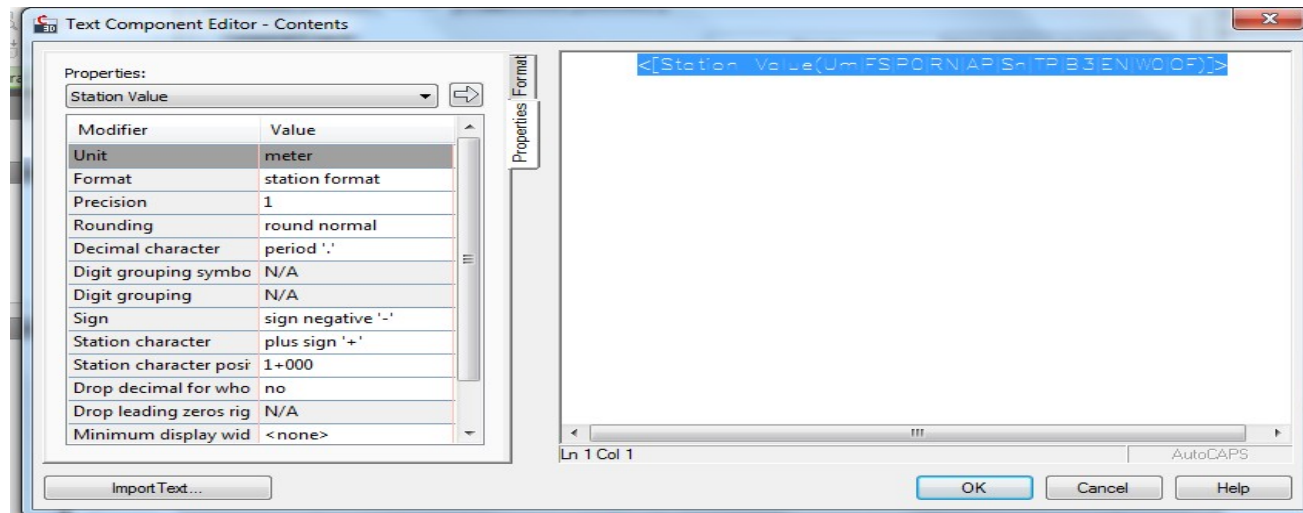 Text Component Editor - Contents
Properties:
Station Value
Modifier Value
Unit meter
Format station format
Precision 1
Rounding round normal
Decimal character period '.'
Digit grouping symbo N/A
Digit grouping N/A
Sign sign negative '-'
Station character plus sign '+'
Station character posit 1+000
Drop decimal for who no
Drop leading zeros rig N/A
Minimum display wid <none>
Format
Properties
<[Station Value(Um|FS|P0|RN|AP|Sn|TP|B3|EN|W0|OF)]>
Ln 1 Col 1
AutoCAPS
Import Text...
OK Cancel Help